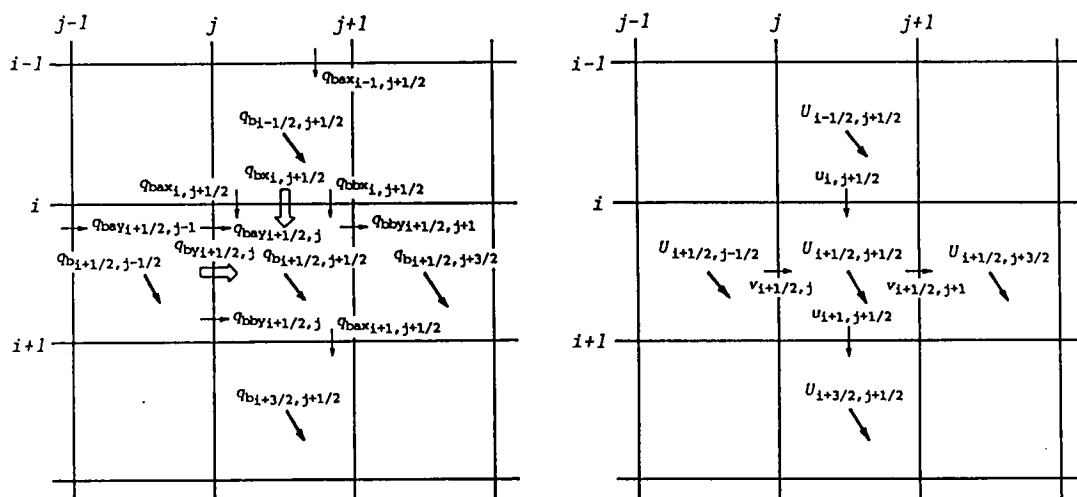 j-1 j j+1
i-1
q_{bax i-1,j+1/2}
q_{b i-1/2,j+1/2}
q_{bx i,j+1/2}
q_{bax i,j+1/2} q_{bbx i,j+1/2}
i
q_{bay i+1/2,j-1} q_{bay i+1/2,j} q_{bby i+1/2,j+1}
q_{by i+1/2,j}
q_{b i+1/2,j-1/2} q_{b i+1/2,j+1/2} q_{b i+1/2,j+3/2}
q_{bby i+1/2,j} q_{bax i+1,j+1/2}
i+1
q_{b i+3/2,j+1/2}
j-1 j j+1
i-1
U_{i-1/2,j+1/2}
u_{i,j+1/2}
i
U_{i+1/2,j-1/2} U_{i+1/2,j+1/2} U_{i+1/2,j+3/2}
v_{i+1/2,j} v_{i+1/2,j+1}
u_{i+1,j+1/2}
i+1
U_{i+3/2,j+1/2}